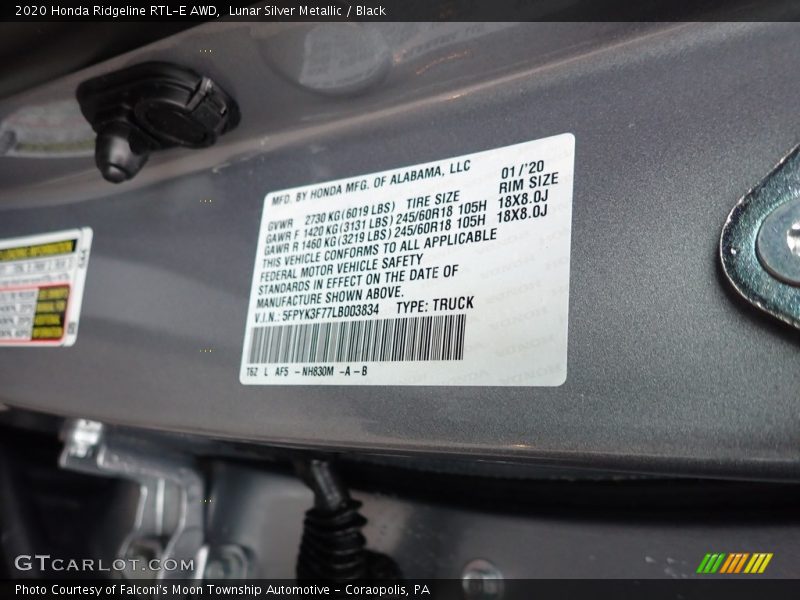 2020 Honda Ridgeline RTL-E AWD,  Lunar Silver Metallic / Black
MFD. BY HONDA MFG. OF ALABAMA, LLC 01/'20
GVWR 2730 KG (6019 LBS) TIRE SIZE RIM SIZE
GAWR F 1420 KG (3131 LBS) 245/60R18 105H 18X8.0J
GAWR R 1460 KG (3219 LBS) 245/60R18 105H 18X8.0J
THIS VEHICLE CONFORMS TO ALL APPLICABLE
FEDERAL MOTOR VEHICLE SAFETY
STANDARDS IN EFFECT ON THE DATE OF
MANUFACTURE SHOWN ABOVE.
V.I.N.: 5FPYK3F77LB003834 TYPE: TRUCK
T6Z L AF5 - NH830M - A - B
GTCARLOT.COM
Photo Courtesy of Falconi's Moon Township Automotive - Coraopolis, PA